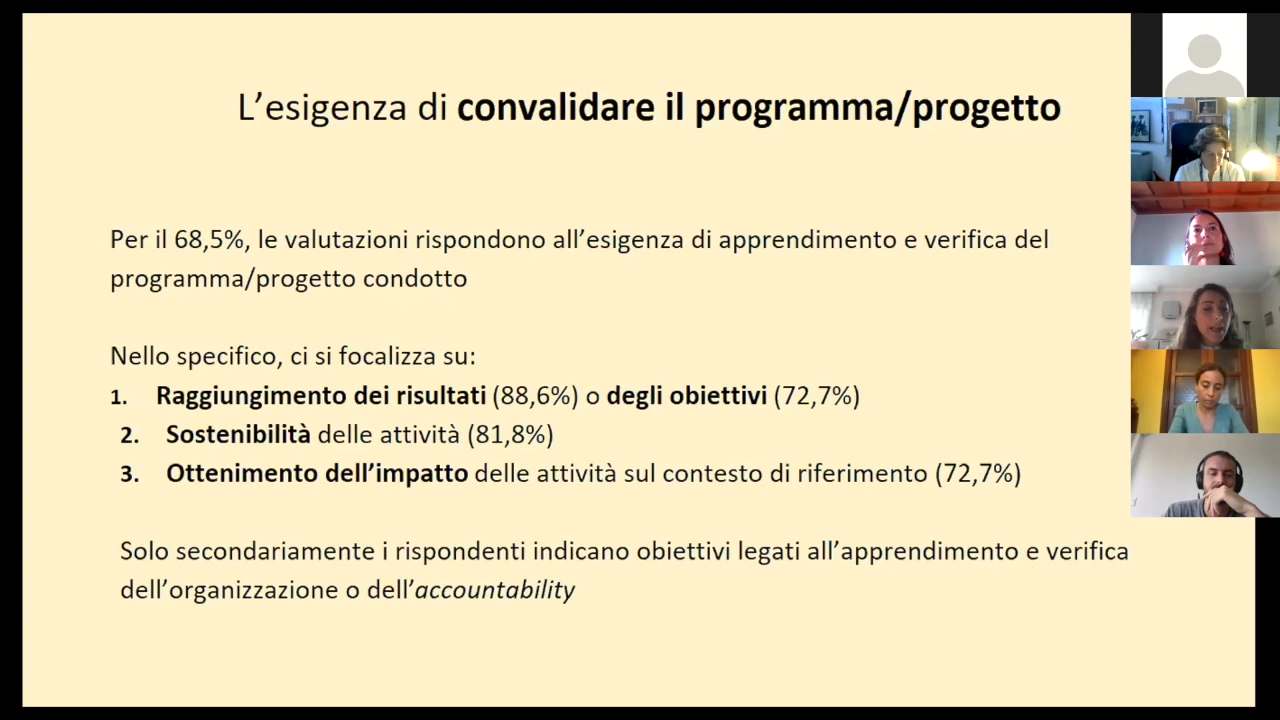 L’esigenza di convalidare il programma/progetto
Per il 68,5%, le valutazioni rispondono all’esigenza di apprendimento e verifica del
programma/progetto condotto
Nello specifico, ci si focalizza su:
1. Raggiungimento dei risultati (88,6%) o degli obiettivi (72,7%)
2. Sostenibilità delle attività (81,8%)
3. Ottenimento dell’impatto delle attività sul contesto di riferimento (72,7%)
Solo secondariamente i rispondenti indicano obiettivi legati all’apprendimento e verifica
dell’organizzazione o dell’accountability